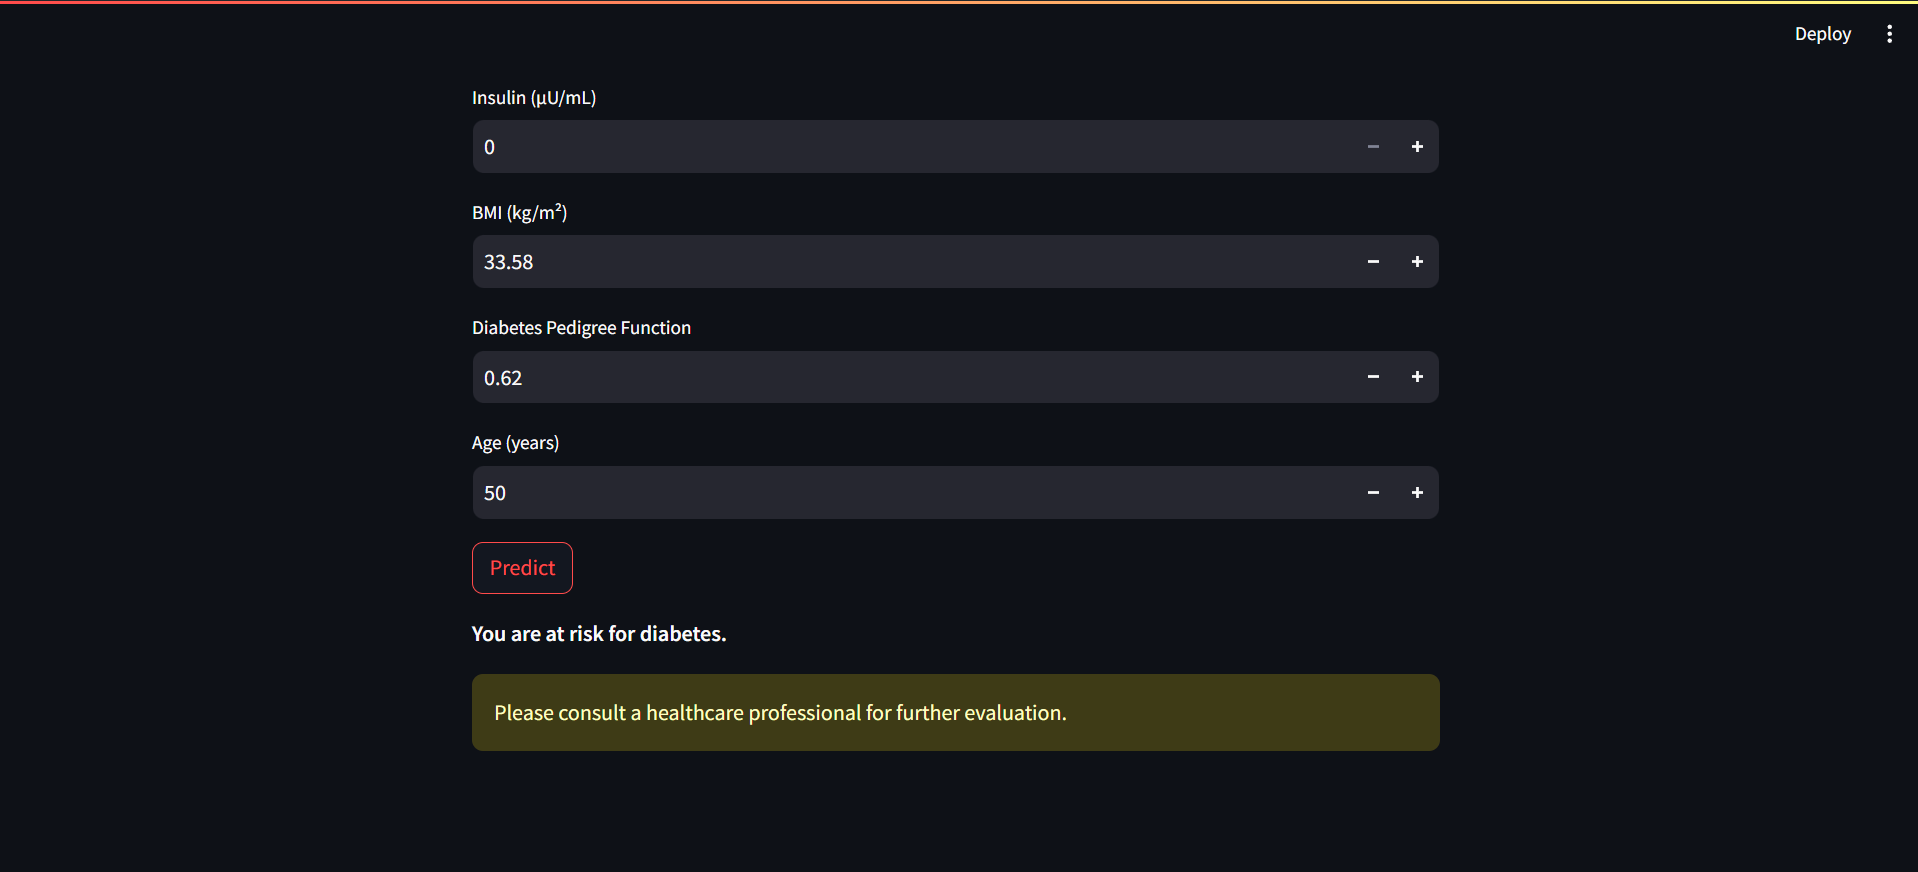 Deploy
Insulin (µU/mL)
0
BMI (kg/m²)
33.58
Diabetes Pedigree Function
0.62
Age (years)
50
Predict
You are at risk for diabetes.
Please consult a healthcare professional for further evaluation.